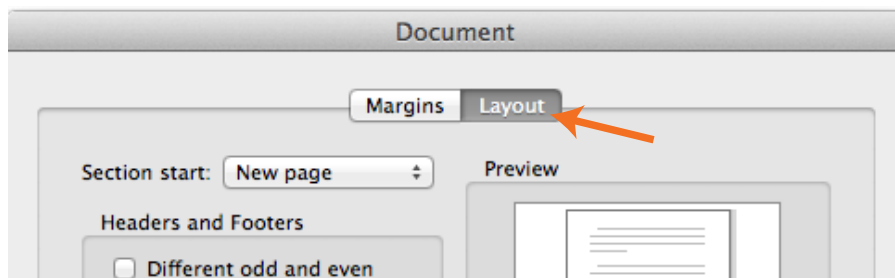 Document
Margins Layout
Section start: New page
Preview
Headers and Footers
Different odd and even